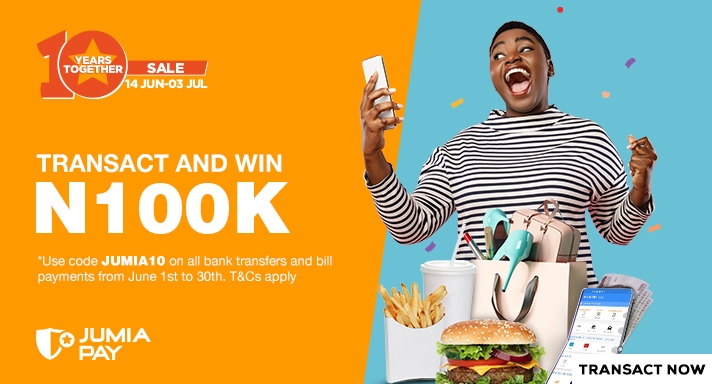 10
YEARS
TOGETHER
SALE
14 JUN-03 JUL
TRANSACT AND WIN
N100K
*Use code JUMIA10 on all bank transfers and bill
payments from June 1st to 30th. T&Cs apply
JUMIA
PAY
TRANSACT NOW